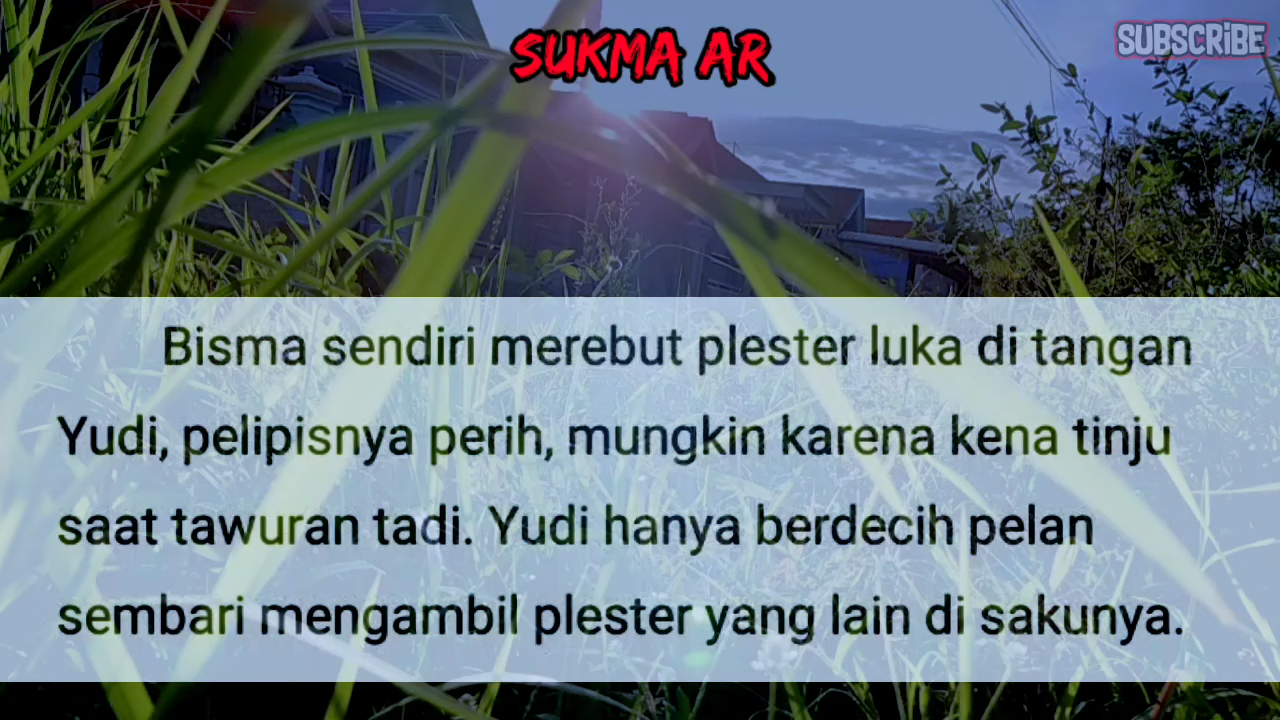 SUKMA AR
SUBSCRIBE
Bisma sendiri merebut plester luka di tangan
Yudi, pelipisnya perih, mungkin karena kena tinju
saat tawuran tadi. Yudi hanya berdecih pelan
sembari mengambil plester yang lain di sakunya.